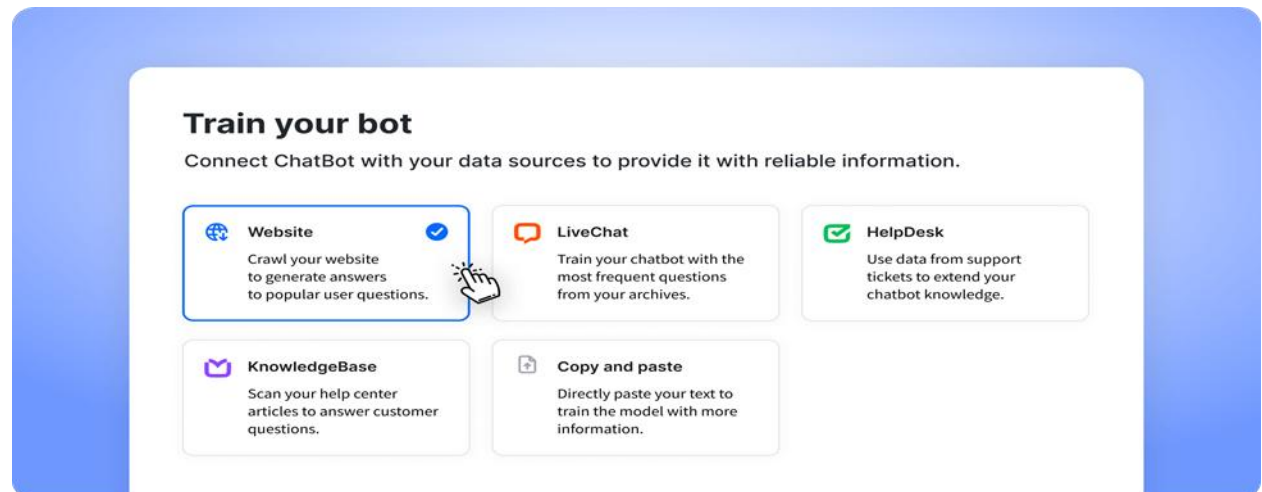 Train your bot
Connect ChatBot with your data sources to provide it with reliable information.
Website
Crawl your website
to generate answers
to popular user questions.
LiveChat
Train your chatbot with the
most frequent questions
from your archives.
HelpDesk
Use data from support
tickets to extend your
chatbot knowledge.
KnowledgeBase
Scan your help center
articles to answer customer
questions.
Copy and paste
Directly paste your text to
train the model with more
information.